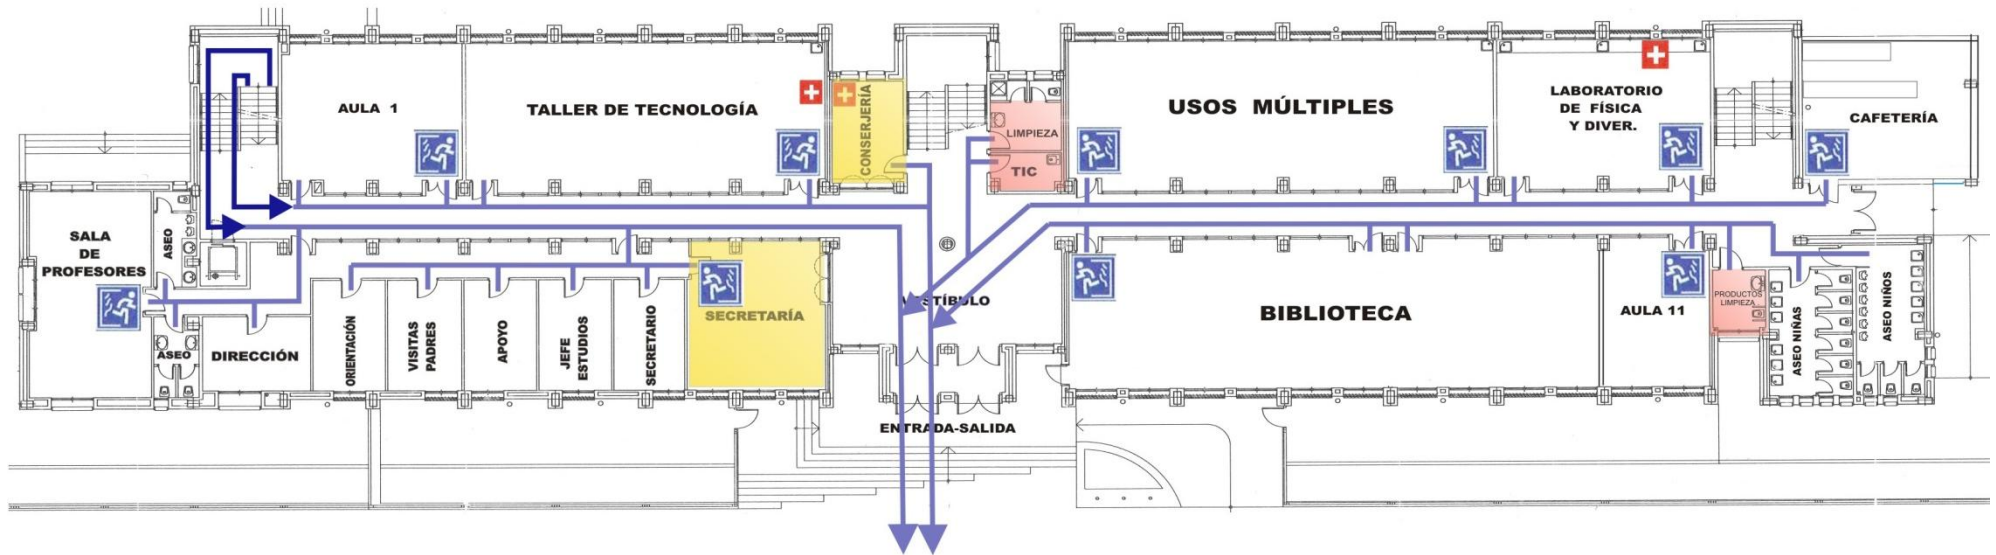 AULA 1
TALLER DE TECNOLOGÍA
CONSERJERÍA
LIMPIEZA
TIC
USOS MÚLTIPLES
LABORATORIO
DE FÍSICA
Y DIVER.
CAFETERÍA
SALA
DE
PROFESORES
ASEO
ASEO
DIRECCIÓN
ORIENTACIÓN
VISITAS
PADRES
APOYO
JEFE
ESTUDIOS
SECRETARIO
SECRETARÍA
VESTÍBULO
ENTRADA-SALIDA
BIBLIOTECA
AULA 11
PRODUCTOS
LIMPIEZA
ASEO NIÑAS
ASEO NIÑOS